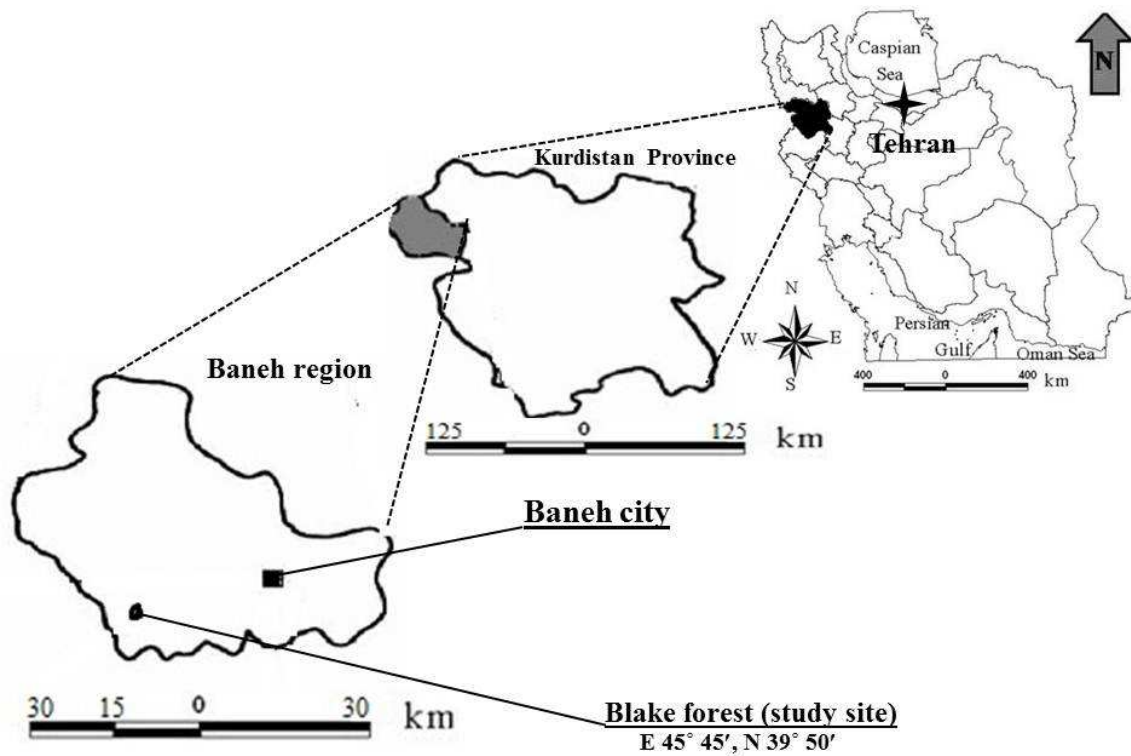 Caspian
Sea
N
Tehran
Kurdistan Province
N
W E
S
Persian
Gulf
Oman Sea
400 0 400 km
Baneh region
125 0 125 km
Baneh city
30 15 0 30 km
Blake forest (study site)
E 45° 45′, N 39° 50′